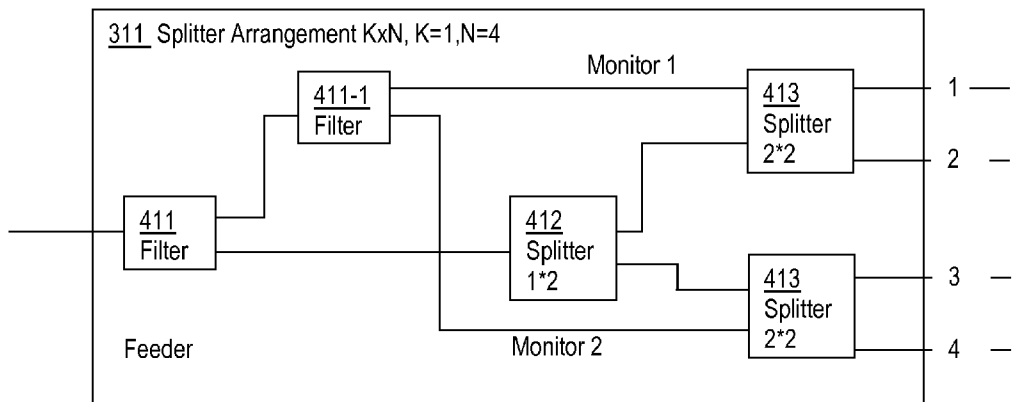 311 Splitter Arrangement KxN, K=1,N=4
Monitor 1
411-1
Filter
413
Splitter
2*2
1
2
411
Filter
412
Splitter
1*2
413
Splitter
2*2
3
4
Feeder
Monitor 2